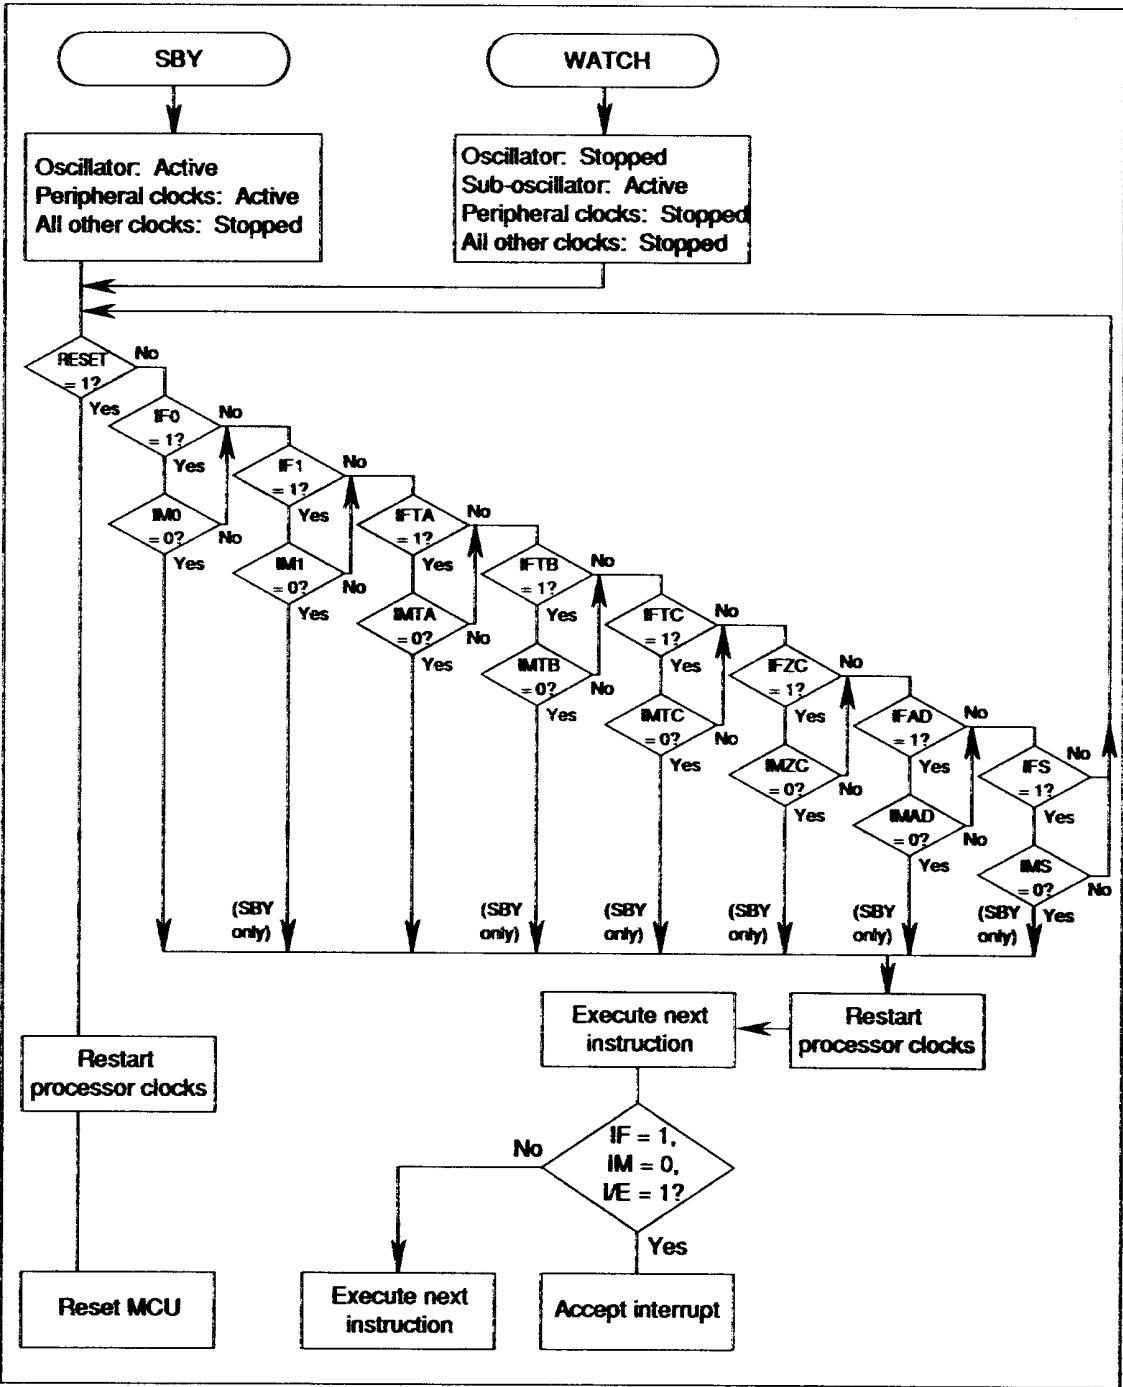 SBY
WATCH
Oscillator: Active
Peripheral clocks: Active
All other clocks: Stopped
Oscillator: Stopped
Sub-oscillator: Active
Peripheral clocks: Stopped
All other clocks: Stopped
RESET
= 1?
No
Yes
IF0
= 1?
No
Yes
IM0
= 0?
No
Yes
IF1
= 1?
No
Yes
IM1
= 0?
No
Yes
IFTA
= 1?
No
Yes
IMTA
= 0?
No
Yes
IFTB
= 1?
No
Yes
IMTB
= 0?
No
Yes
IFTC
= 1?
No
Yes
IMTC
= 0?
No
Yes
IFZC
= 1?
No
Yes
IMZC
= 0?
No
Yes
IFAD
= 1?
No
Yes
IMAD
= 0?
No
Yes
IFS
= 1?
No
Yes
IMS
= 0?
No
Yes
(SBY
only)
(SBY
only)
(SBY
only)
(SBY
only)
(SBY
only)
(SBY
only)
Execute next
instruction
Restart
processor clocks
Restart
processor clocks
IF = 1,
IM = 0,
I/E = 1?
No
Yes
Reset MCU
Execute next
instruction
Accept interrupt